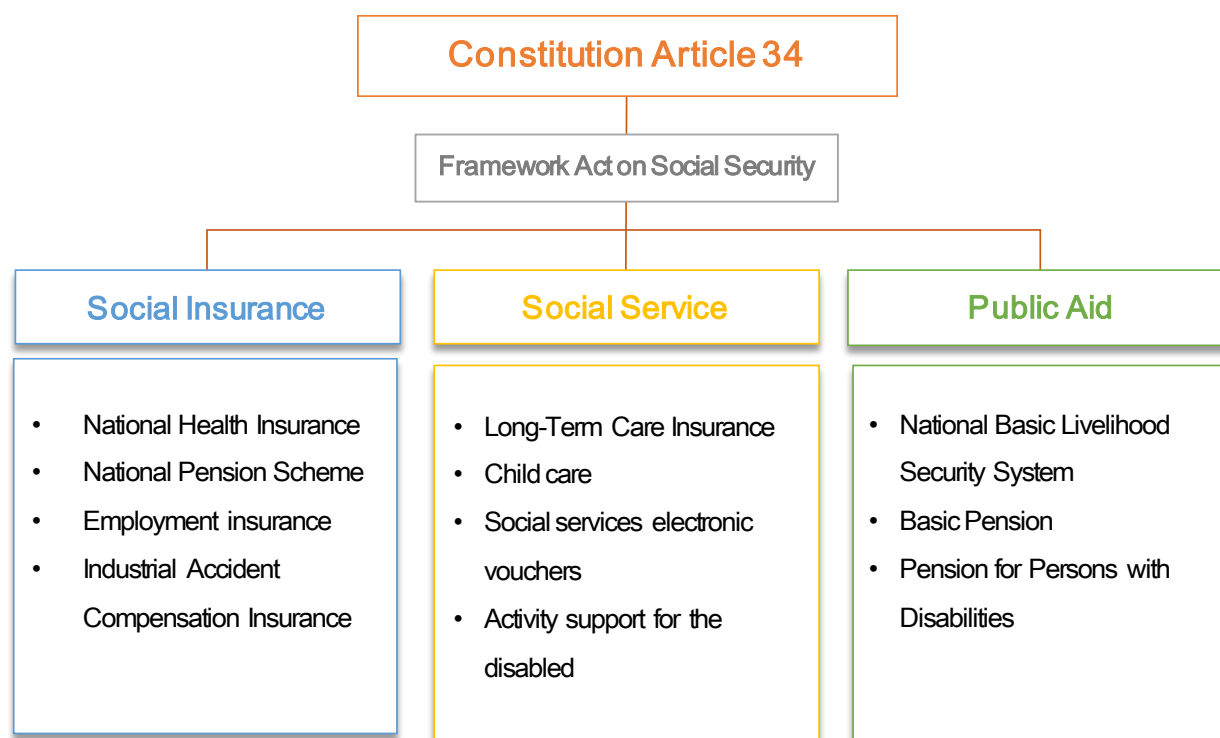 Constitution Article 34
Framework Act on Social Security
Social Insurance
• National Health Insurance
• National Pension Scheme
• Employment insurance
• Industrial Accident
Compensation Insurance
Social Service
• Long-Term Care Insurance
• Child care
• Social services electronic
vouchers
• Activity support for the
disabled
Public Aid
• National Basic Livelihood
Security System
• Basic Pension
• Pension for Persons with
Disabilities